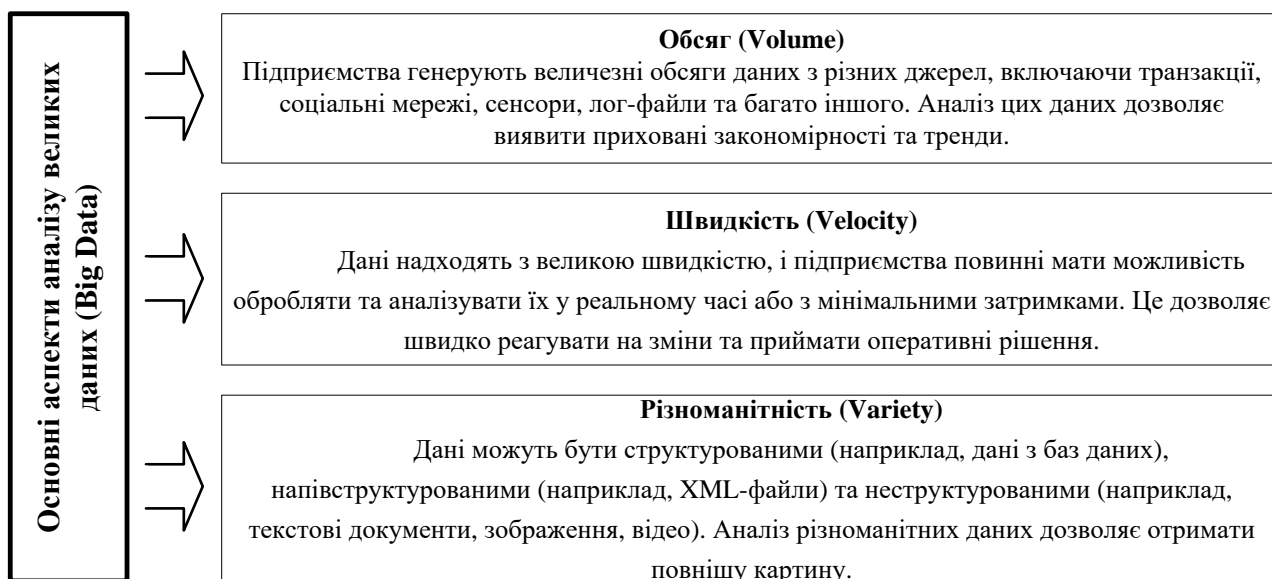 Основні аспекти аналізу великих
даних (Big Data)
Обсяг (Volume)
Підприємства генерують величезні обсяги даних з різних джерел, включаючи транзакції,
соціальні мережі, сенсори, лог-файли та багато іншого. Аналіз цих даних дозволяє
виявити приховані закономірності та тренди.
Швидкість (Velocity)
Дані надходять з великою швидкістю, і підприємства повинні мати можливість
обробляти та аналізувати їх у реальному часі або з мінімальними затримками. Це дозволяє
швидко реагувати на зміни та приймати оперативні рішення.
Різноманітність (Variety)
Дані можуть бути структурованими (наприклад, дані з баз даних),
напівструктурованими (наприклад, XML-файли) та неструктурованими (наприклад,
текстові документи, зображення, відео). Аналіз різноманітних даних дозволяє отримати
повнішу картину.